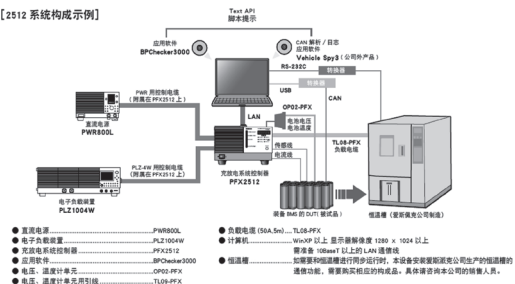 [2512 系统构成示例]
Text API
脚本提示
应用软件
BPChecker3000
CAN 解析 / 日志
应用软件
Vehicle Spy3 (公司外产品)
RS-232C
转换器
USB
转换器
CAN
LAN
OP02-PFX
电池电压
电池温度
PWR 用控制电缆
(附属在 PFX2512 上)
直流电源
PWR800L
传感线
电流线
TL08-PFX
负载电缆
PLZ-4W 用控制电缆
(附属在 PFX2512 上)
充放电系统控制器
PFX2512
电子负载装置
PLZ1004W
装备 BMS 的 DUT( 被试品)
恒温槽 (爱斯佩克公司制造)
● 直流电源...PWR800L
● 电子负载装置...PLZ1004W
● 充放电系统控制器...PFX2512
● 应用软件...BPChecker3000
● 电压、温度计单元...OP02-PFX
● 电压、温度计单元用引线...TL09-PFX
● 负载电缆 (50A,5m)....TL08-PFX
● 计算机...WinXP 以上 显示器解像度 1280 × 1024 以上
需准备 10BaseT 以上的 LAN 通信线
● 恒温槽...如需要和恒温槽进行同步运行时，本设备安装爱斯派克公司生产的恒温槽的
通信功能，需要购买相应的构成品。具体请咨询本公司的销售人员。